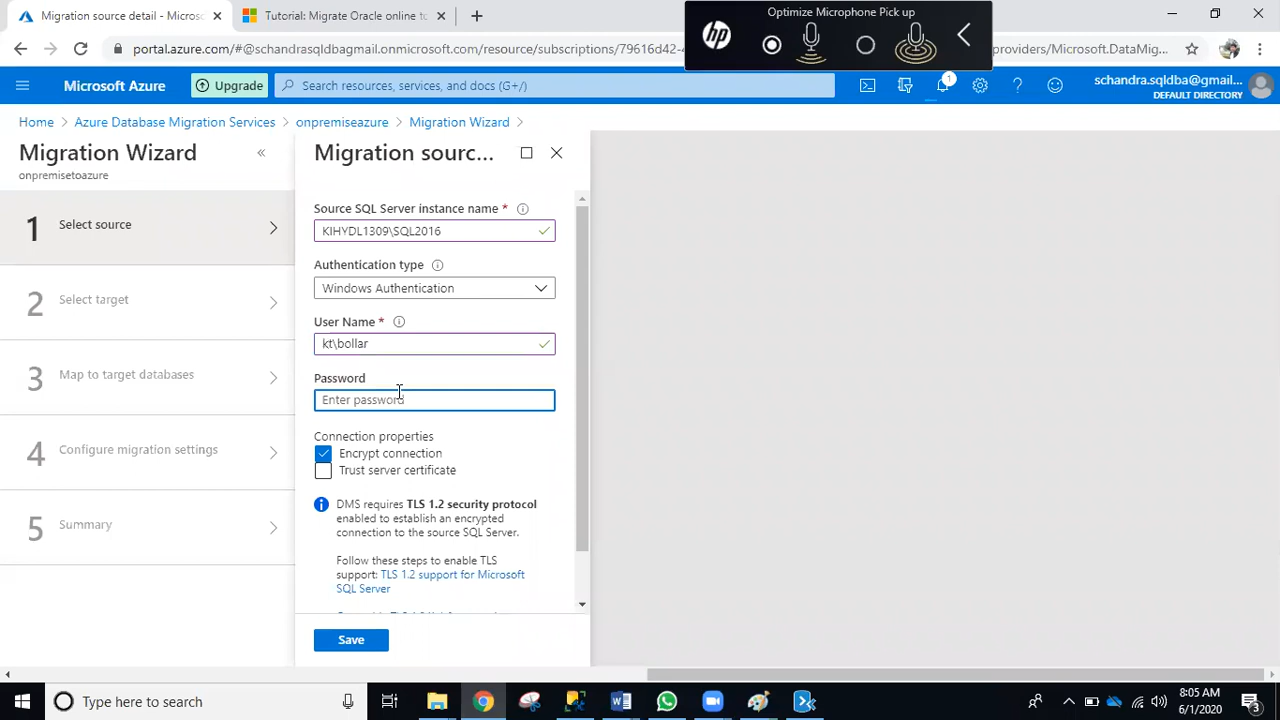 Migration source detail - Micros
Tutorial: Migrate Oracle online to
Optimize Microphone Pick up
hp
portal.azure.com/#@schandrasqldbagmail.onmicrosoft.com/resource/subscriptions/79616d42-
providers/Microsoft.DataMig...
Microsoft Azure
Upgrade
Search resources, services, and docs (G+/)
1
schandra.sqldba@gmail....
DEFAULT DIRECTORY
Home > Azure Database Migration Services > onpremiseazure > Migration Wizard >
Migration Wizard
onpremisetoazure
1 Select source
2 Select target
3 Map to target databases
4 Configure migration settings
5 Summary
Migration sourc...
Source SQL Server instance name *
KIHYDL1309\SQL2016
Authentication type
Windows Authentication
User Name *
kt\bollar
Password
Enter password
Connection properties
Encrypt connection
Trust server certificate
DMS requires TLS 1.2 security protocol
enabled to establish an encrypted
connection to the source SQL Server.
Follow these steps to enable TLS
support: TLS 1.2 support for Microsoft
SQL Server
Save
Type here to search
8:05 AM
6/1/2020
3